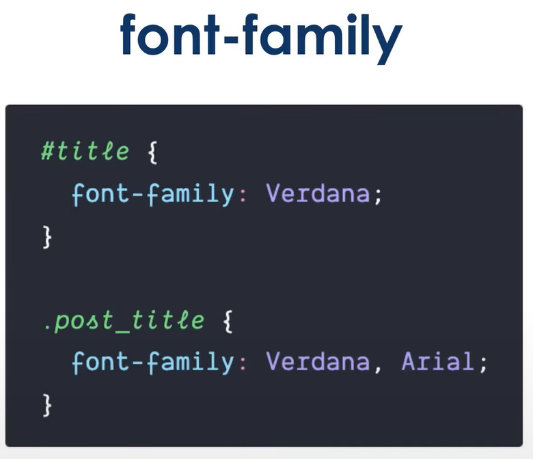 font-family
#title {
  font-family: Verdana;
}
.post_title {
  font-family: Verdana, Arial;
}